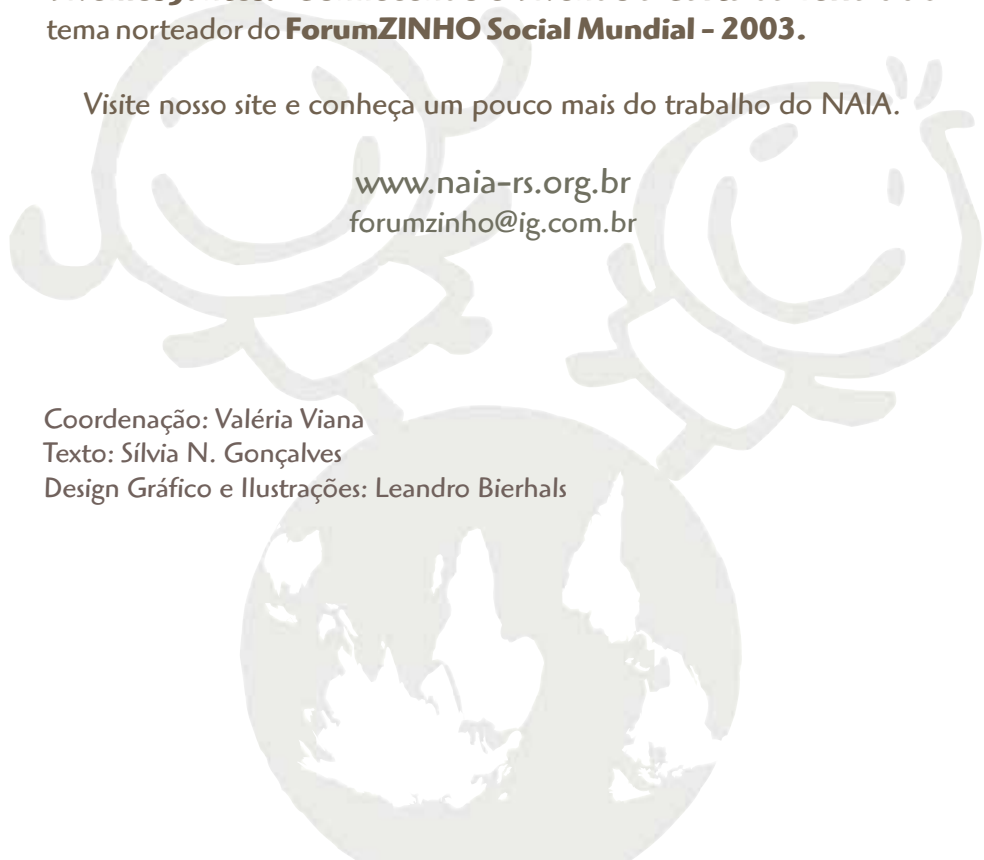 tema norteador do ForumZINHO Social Mundial - 2003.
Visite nosso site e conheça um pouco mais do trabalho do NAIA.
www.naia-rs.org.br
forumzinho@ig.com.br
Coordenação: Valéria Viana
Texto: Sílvia N. Gonçalves
Design Gráfico e Ilustrações: Leandro Bierhals